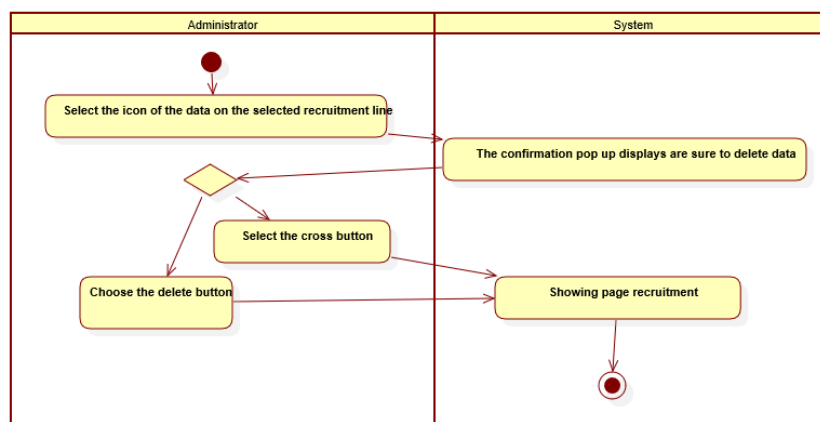 Administrator
System
Select the icon of the data on the selected recruitment line
The confirmation pop up displays are sure to delete data
Select the cross button
Choose the delete button
Showing page recruitment